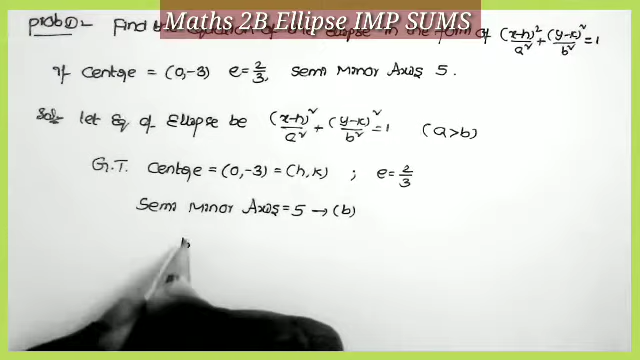 Maths 2B Ellipse IMP SUMS
prob① Find the Equation of the Ellipse in the form of (x-h)²/a² + (y-k)²/b² = 1
if Centre = (0,-3) e = 2/3, Semi Minor Axis 5.
Sol:- let Eq of Ellipse be (x-h)²/a² + (y-k)²/b² = 1 (a>b)
G.T. Centre = (0,-3) = (h,k) ; e = 2/3
Semi Minor Axis = 5 → (b)
b